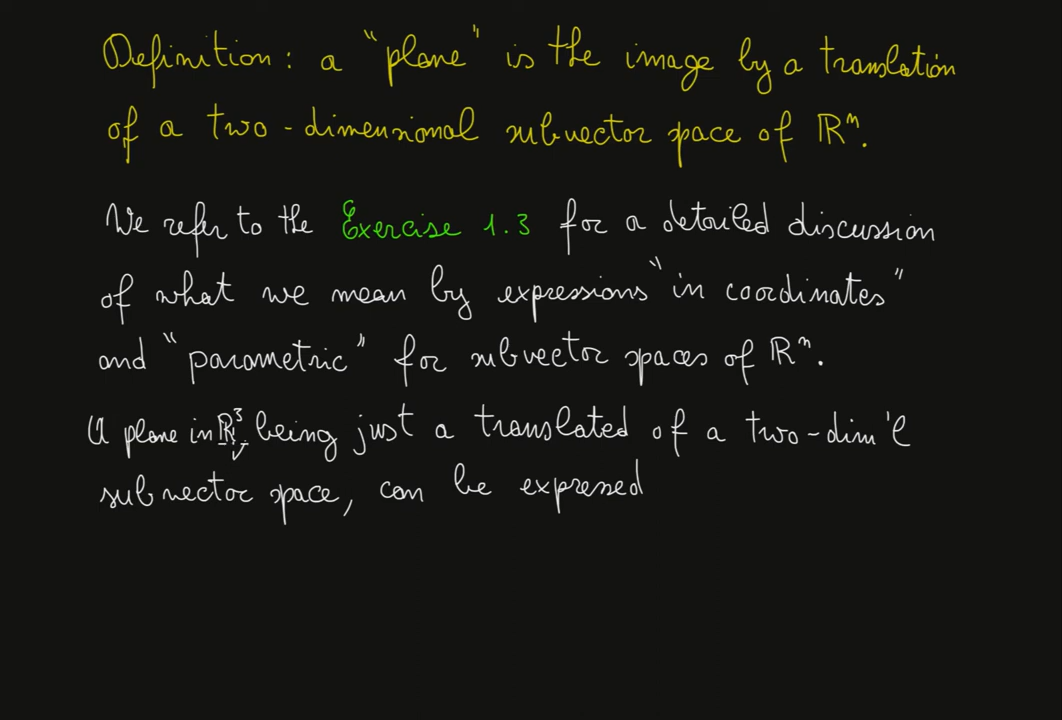 Definition: a "plane" is the image by a translation
of a two-dimensional subvector space of ℝⁿ.
We refer to the Exercise 1.3 for a detailed discussion
of what we mean by expressions "in coordinates"
and "parametric" for subvector spaces of ℝⁿ.
A plane in ℝ³, being just a translated of a two-dim'l
subvector space, can be expressed